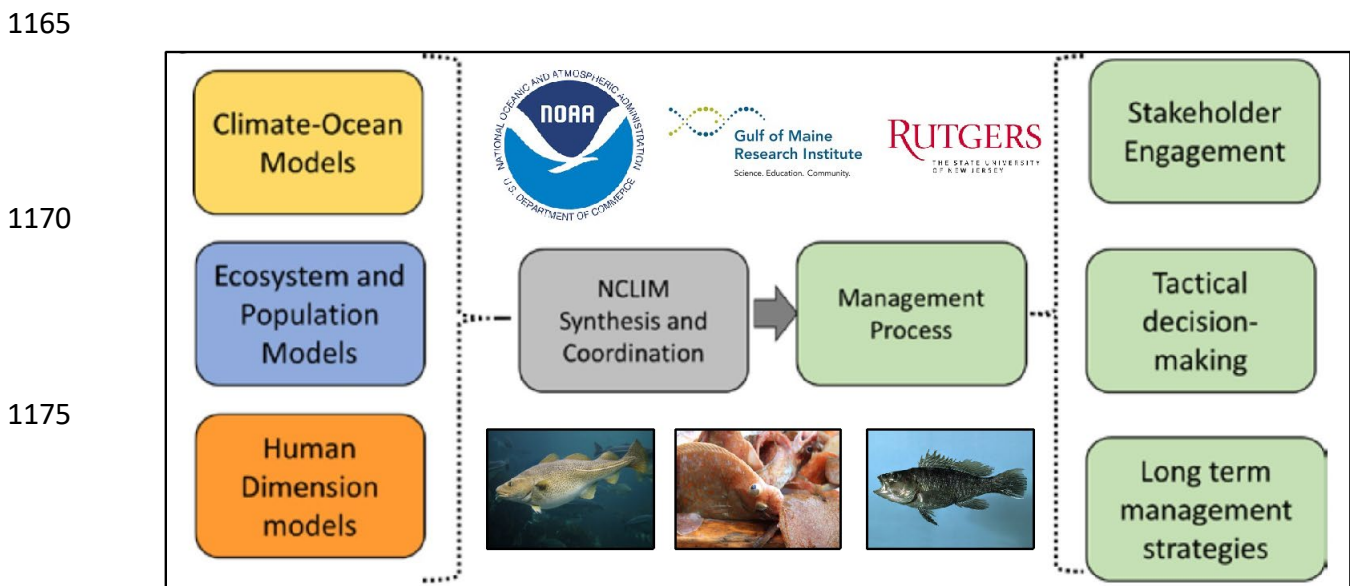 1165
Climate-Ocean
Models
NATIONAL OCEANIC AND ATMOSPHERIC ADMINISTRATION
NOAA
U.S. DEPARTMENT OF COMMERCE
Gulf of Maine
Research Institute
Science. Education. Community.
RUTGERS
THE STATE UNIVERSITY
OF NEW JERSEY
Stakeholder
Engagement
1170
Ecosystem and
Population
Models
NCLIM
Synthesis and
Coordination
Management
Process
Tactical
decision-
making
1175
Human
Dimension
models
Long term
management
strategies